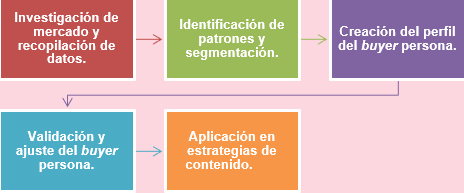 Investigación de
mercado y
recopilación de
datos.
Identificación de
patrones y
segmentación.
Creación del perfil
del buyer persona.
Validación y
ajuste del buyer
persona.
Aplicación en
estrategias de
contenido.